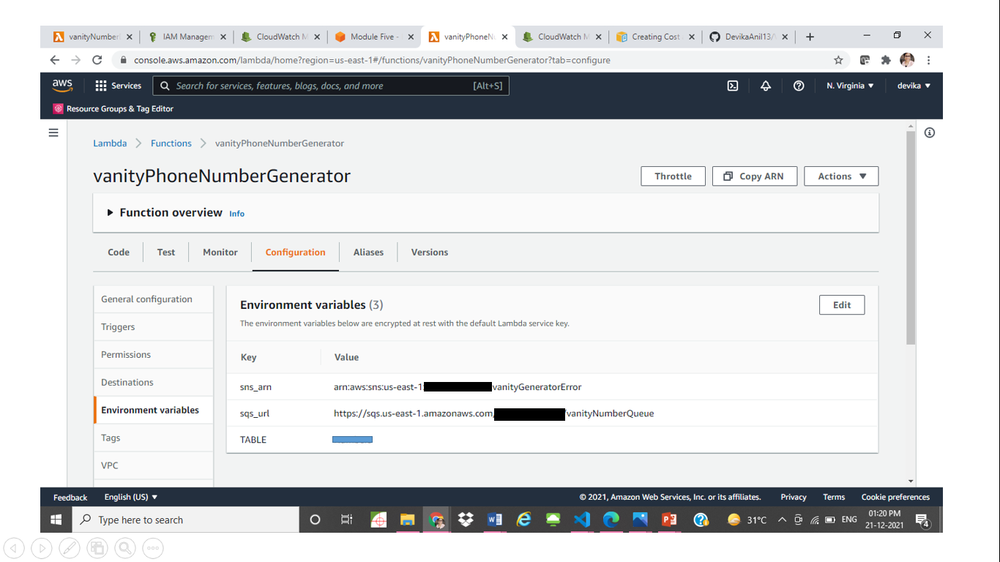 vanityNumberl
IAM Managem
CloudWatch M
Module Five -
vanityPhoneNu
CloudWatch M
Creating Cost
DevikaAnil13/
console.aws.amazon.com/lambda/home?region=us-east-1#/functions/vanityPhoneNumberGenerator?tab=configure
aws
Services
Search for services, features, blogs, docs, and more
[Alt+S]
N. Virginia
devika
Resource Groups & Tag Editor
Lambda
Functions
vanityPhoneNumberGenerator
vanityPhoneNumberGenerator
Throttle
Copy ARN
Actions
Function overview Info
Code
Test
Monitor
Configuration
Aliases
Versions
General configuration
Triggers
Permissions
Destinations
Environment variables
Tags
VPC
Environment variables (3)
Edit
The environment variables below are encrypted at rest with the default Lambda service key.
Key Value
sns_arn arn:aws:sns:us-east-1: vanityGeneratorError
sqs_url https://sqs.us-east-1.amazonaws.com/ vanityNumberQueue
TABLE
Feedback
English (US)
© 2021, Amazon Web Services, Inc. or its affiliates.
Privacy
Terms
Cookie preferences
Type here to search
31°C
ENG
01:20 PM
21-12-2021
4